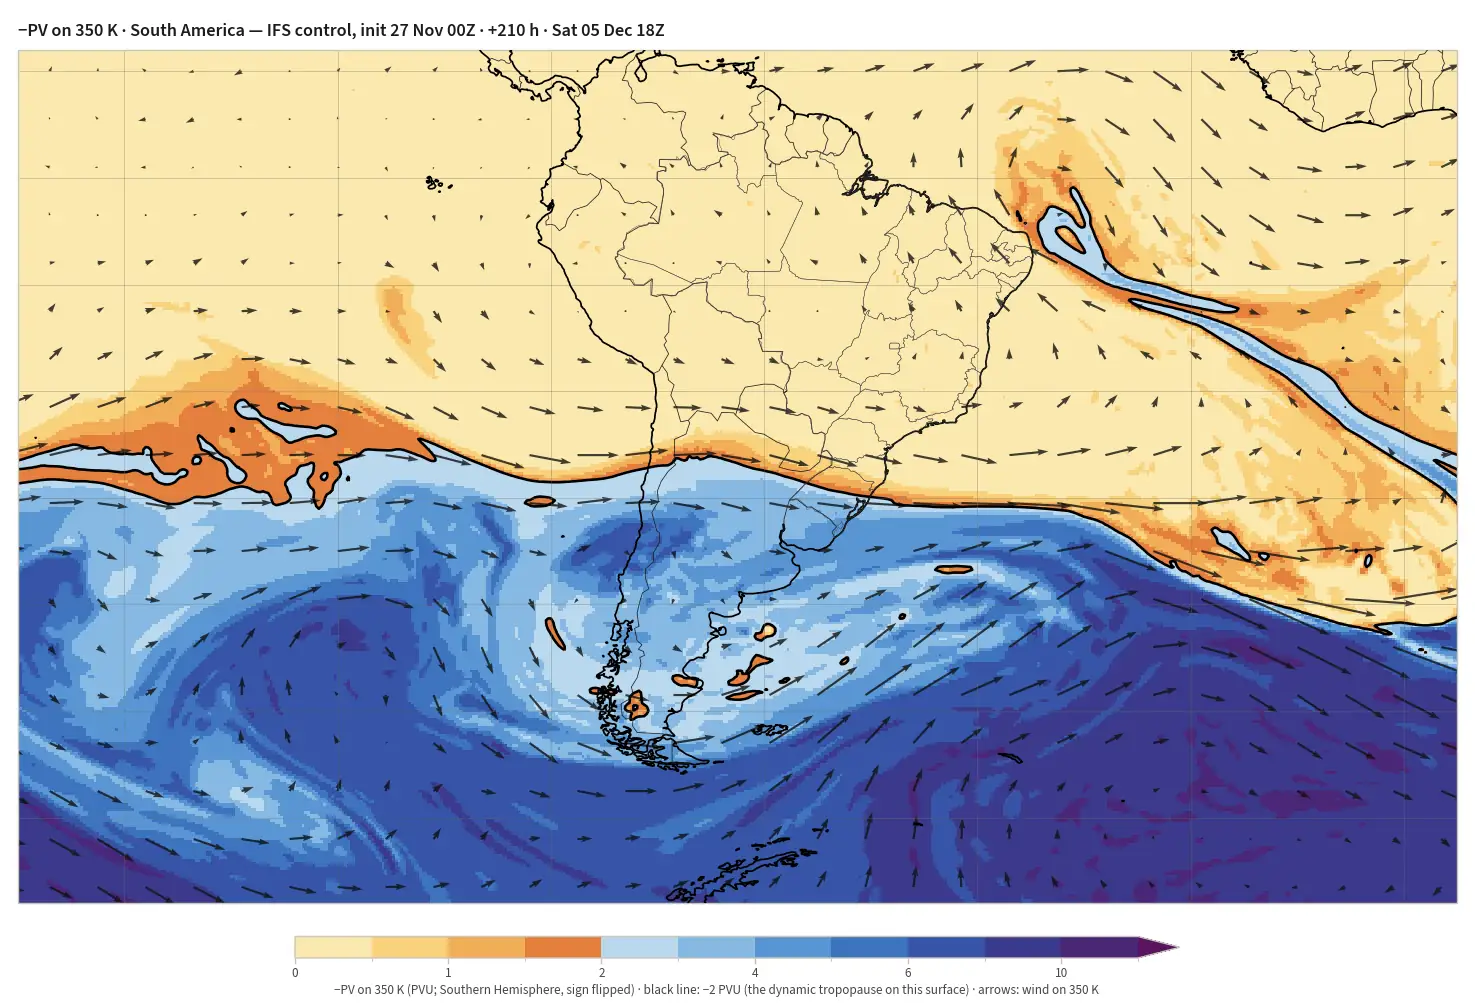 −PV on 350 K · South America — IFS control, init 27 Nov 00Z · +210 h · Sat 05 Dec 18Z
0 1 2 4 6 10
−PV on 350 K (PVU; Southern Hemisphere, sign flipped) · black line: −2 PVU (the dynamic tropopause on this surface) · arrows: wind on 350 K